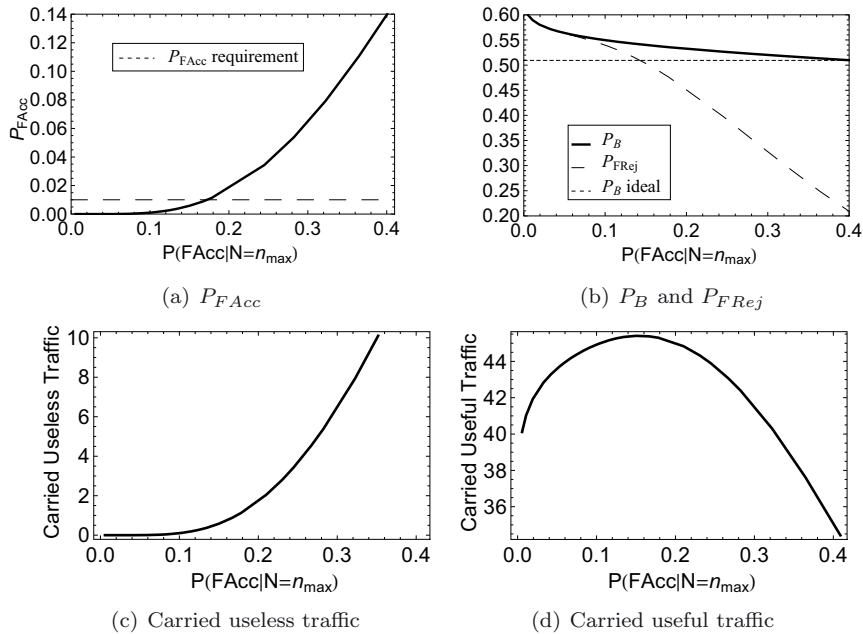 0.14
0.12
0.10
0.08
0.06
0.04
0.02
0.00
P_FAcc
P_FAcc requirement
0.0 0.1 0.2 0.3 0.4
P(FAcc|N=n_max)
(a) P_FAcc
0.60
0.55
0.50
0.45
0.40
0.35
0.30
0.25
0.20
P_B
P_FRej
P_B ideal
0.0 0.1 0.2 0.3 0.4
P(FAcc|N=n_max)
(b) P_B and P_FRej
10
8
6
4
2
0
Carried Useless Traffic
0.0 0.1 0.2 0.3 0.4
P(FAcc|N=n_max)
(c) Carried useless traffic
44
42
40
38
36
Carried Useful Traffic
0.0 0.1 0.2 0.3 0.4
P(FAcc|N=n_max)
(d) Carried useful traffic